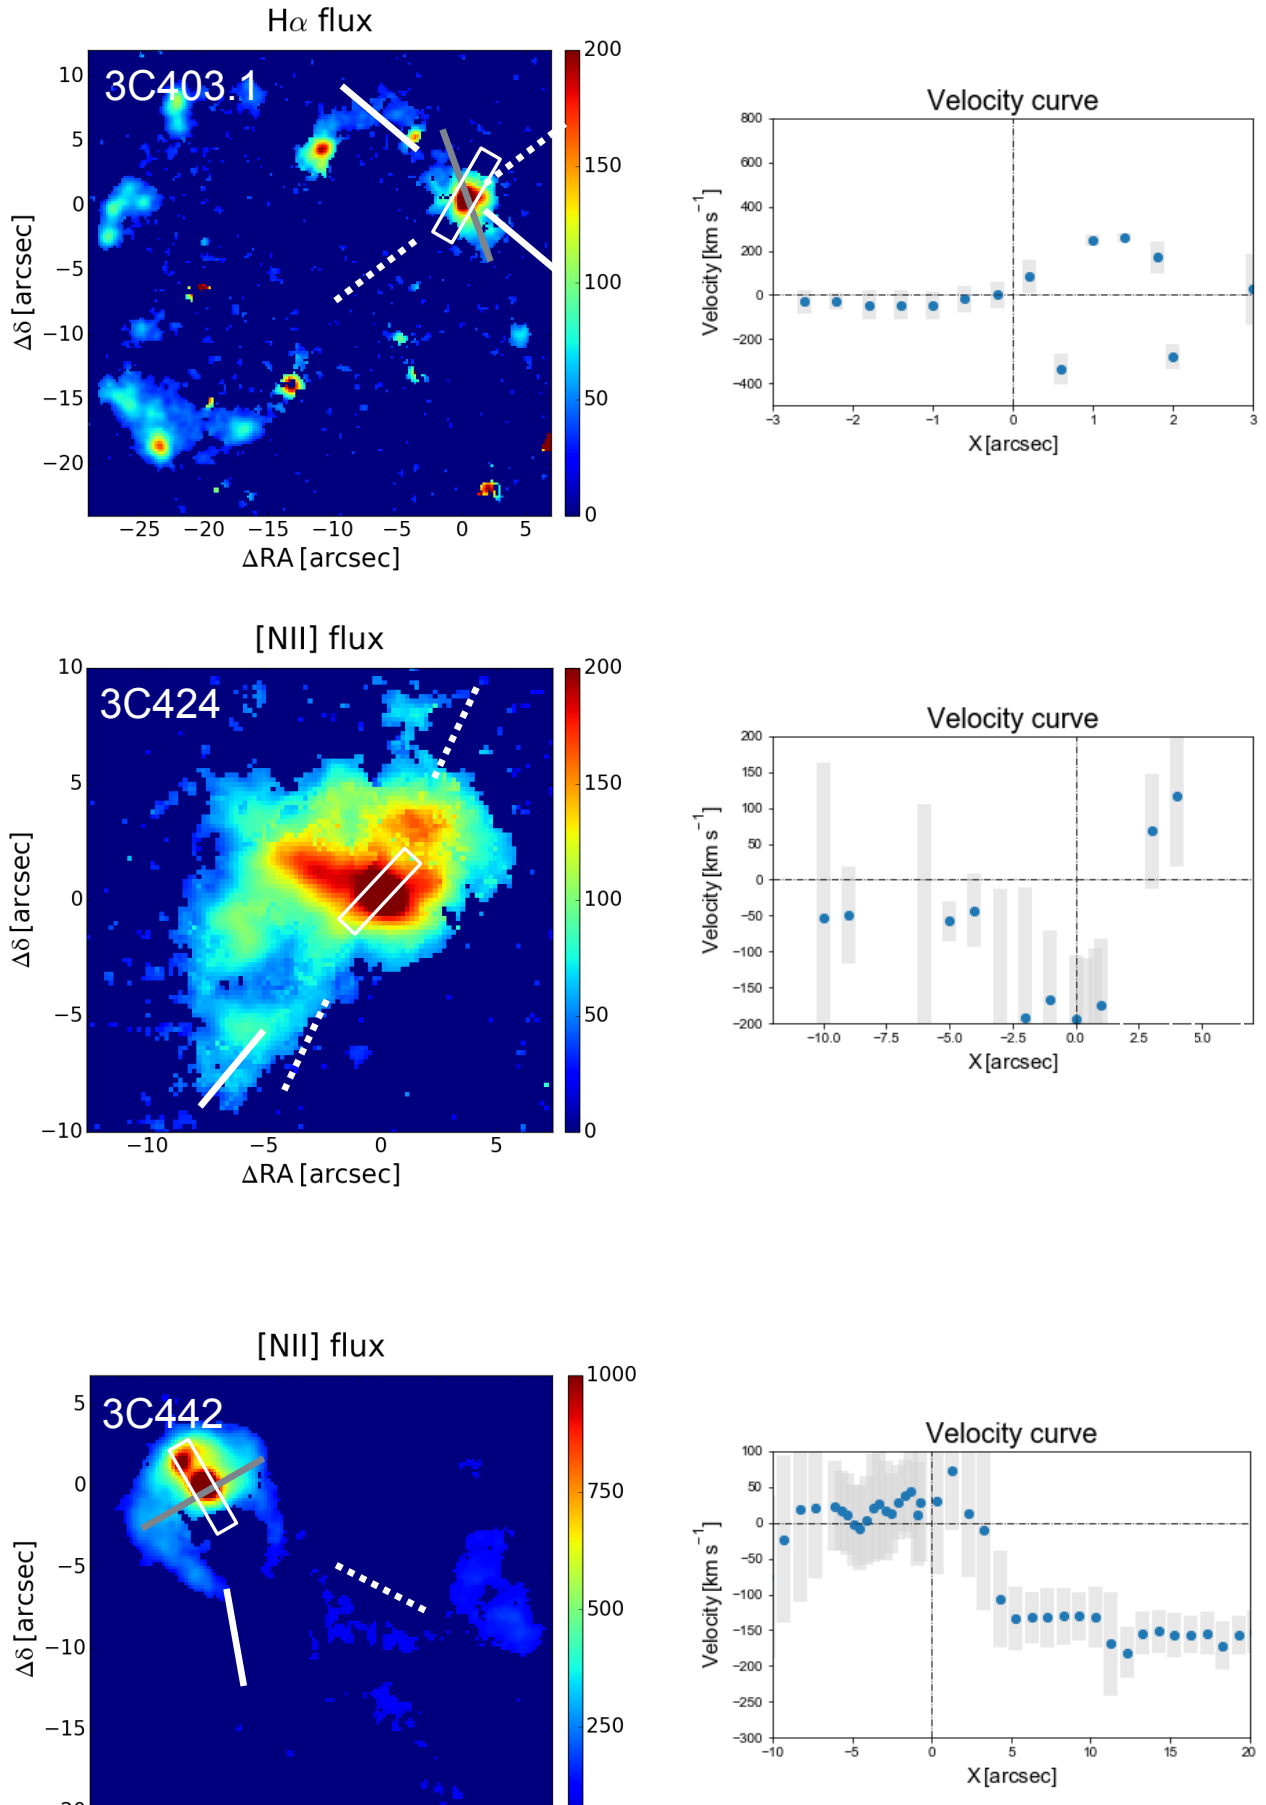 Hα flux
3C403.1
10
5
0
−5
−10
−15
−20
Δδ [arcsec]
−25 −20 −15 −10 −5 0 5
ΔRA [arcsec]
200
150
100
50
0
Velocity curve
800
600
400
200
0
−200
−400
Velocity [km s⁻¹]
−3 −2 −1 0 1 2 3
X [arcsec]
[NII] flux
3C424
10
5
0
−5
−10
Δδ [arcsec]
−10 −5 0 5
ΔRA [arcsec]
200
150
100
50
0
Velocity curve
200
150
100
50
0
−50
−100
−150
−200
Velocity [km s⁻¹]
−10.0 −7.5 −5.0 −2.5 0.0 2.5 5.0
X [arcsec]
[NII] flux
3C442
5
0
−5
−10
−15
Δδ [arcsec]
1000
750
500
250
Velocity curve
100
50
0
−50
−100
−150
−200
−250
−300
Velocity [km s⁻¹]
−10 −5 0 5 10 15 20
X [arcsec]